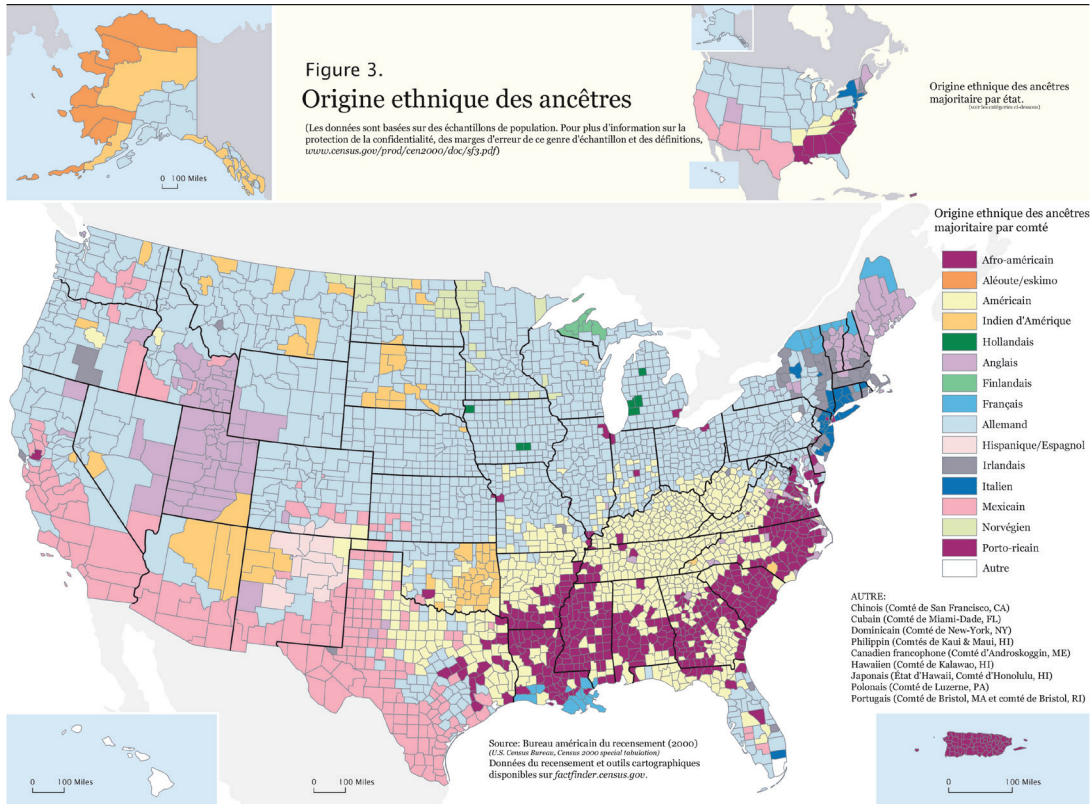 Figure 3.
Origine ethnique des ancêtres
(Les données sont basées sur des échantillons de population. Pour plus d'information sur la
protection de la confidentialité, des marges d'erreur de ce genre d'échantillon et des définitions,
www.census.gov/prod/cen2000/doc/sf3.pdf)
0 100 Miles
Origine ethnique des ancêtres
majoritaire par état.
Origine ethnique des ancêtres
majoritaire par comté
Afro-américain
Aléoute/eskimo
Américain
Indien d'Amérique
Hollandais
Anglais
Finlandais
Français
Allemand
Hispanique/Espagnol
Irlandais
Italien
Mexicain
Norvégien
Porto-ricain
Autre
AUTRE:
Chinois (Comté de San Francisco, CA)
Cubain (Comté de Miami-Dade, FL)
Dominicain (Comté de New-York, NY)
Philippin (Comtés de Kaui & Maui, HI)
Canadien francophone (Comté d'Androskoggin, ME)
Hawaiien (Comté de Kalawao, HI)
Japonais (État d'Hawaii, Comté d'Honolulu, HI)
Polonais (Comté de Luzerne, PA)
Portugais (Comté de Bristol, MA et comté de Bristol, RI)
Source: Bureau américain du recensement (2000)
(U.S. Census Bureau, Census 2000 special tabulation)
Données du recensement et outils cartographiques
disponibles sur factfinder.census.gov.
0 100 Miles
0 100 Miles
0 100 Miles